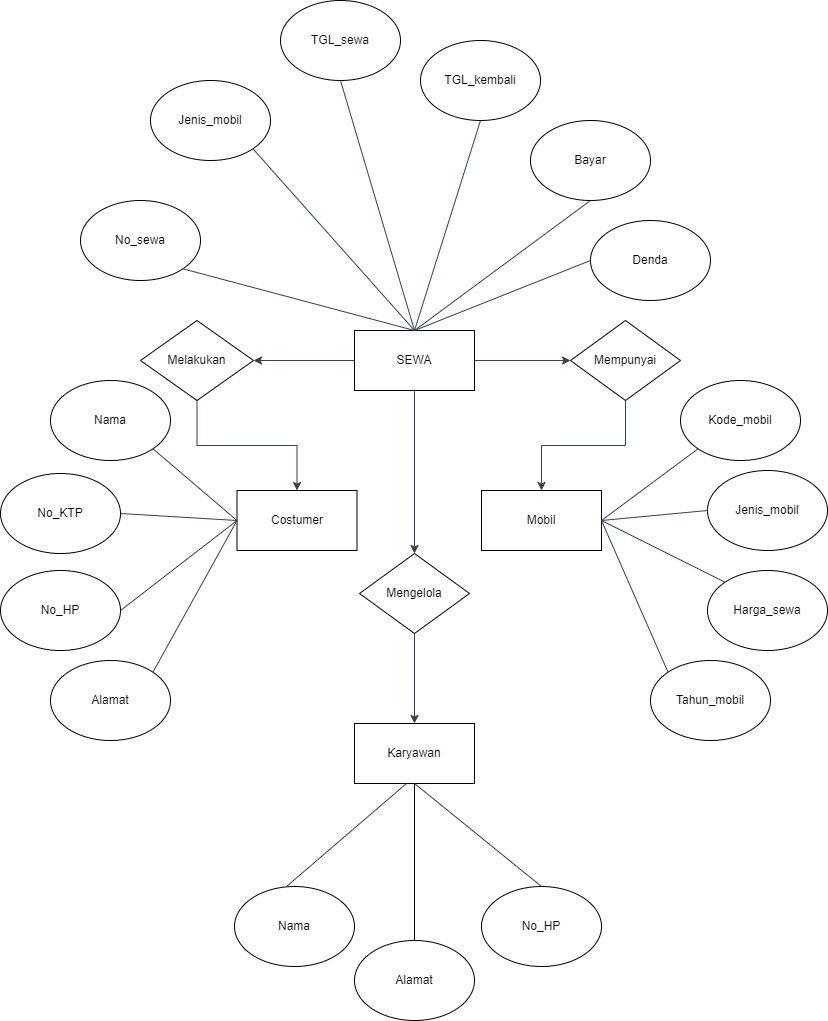 TGL_sewa
TGL_kembali
Jenis_mobil
Bayar
No_sewa
Denda
Melakukan
SEWA
Mempunyai
Nama
Kode_mobil
No_KTP
Costumer
Mobil
Jenis_mobil
Mengelola
No_HP
Harga_sewa
Alamat
Tahun_mobil
Karyawan
Nama
No_HP
Alamat